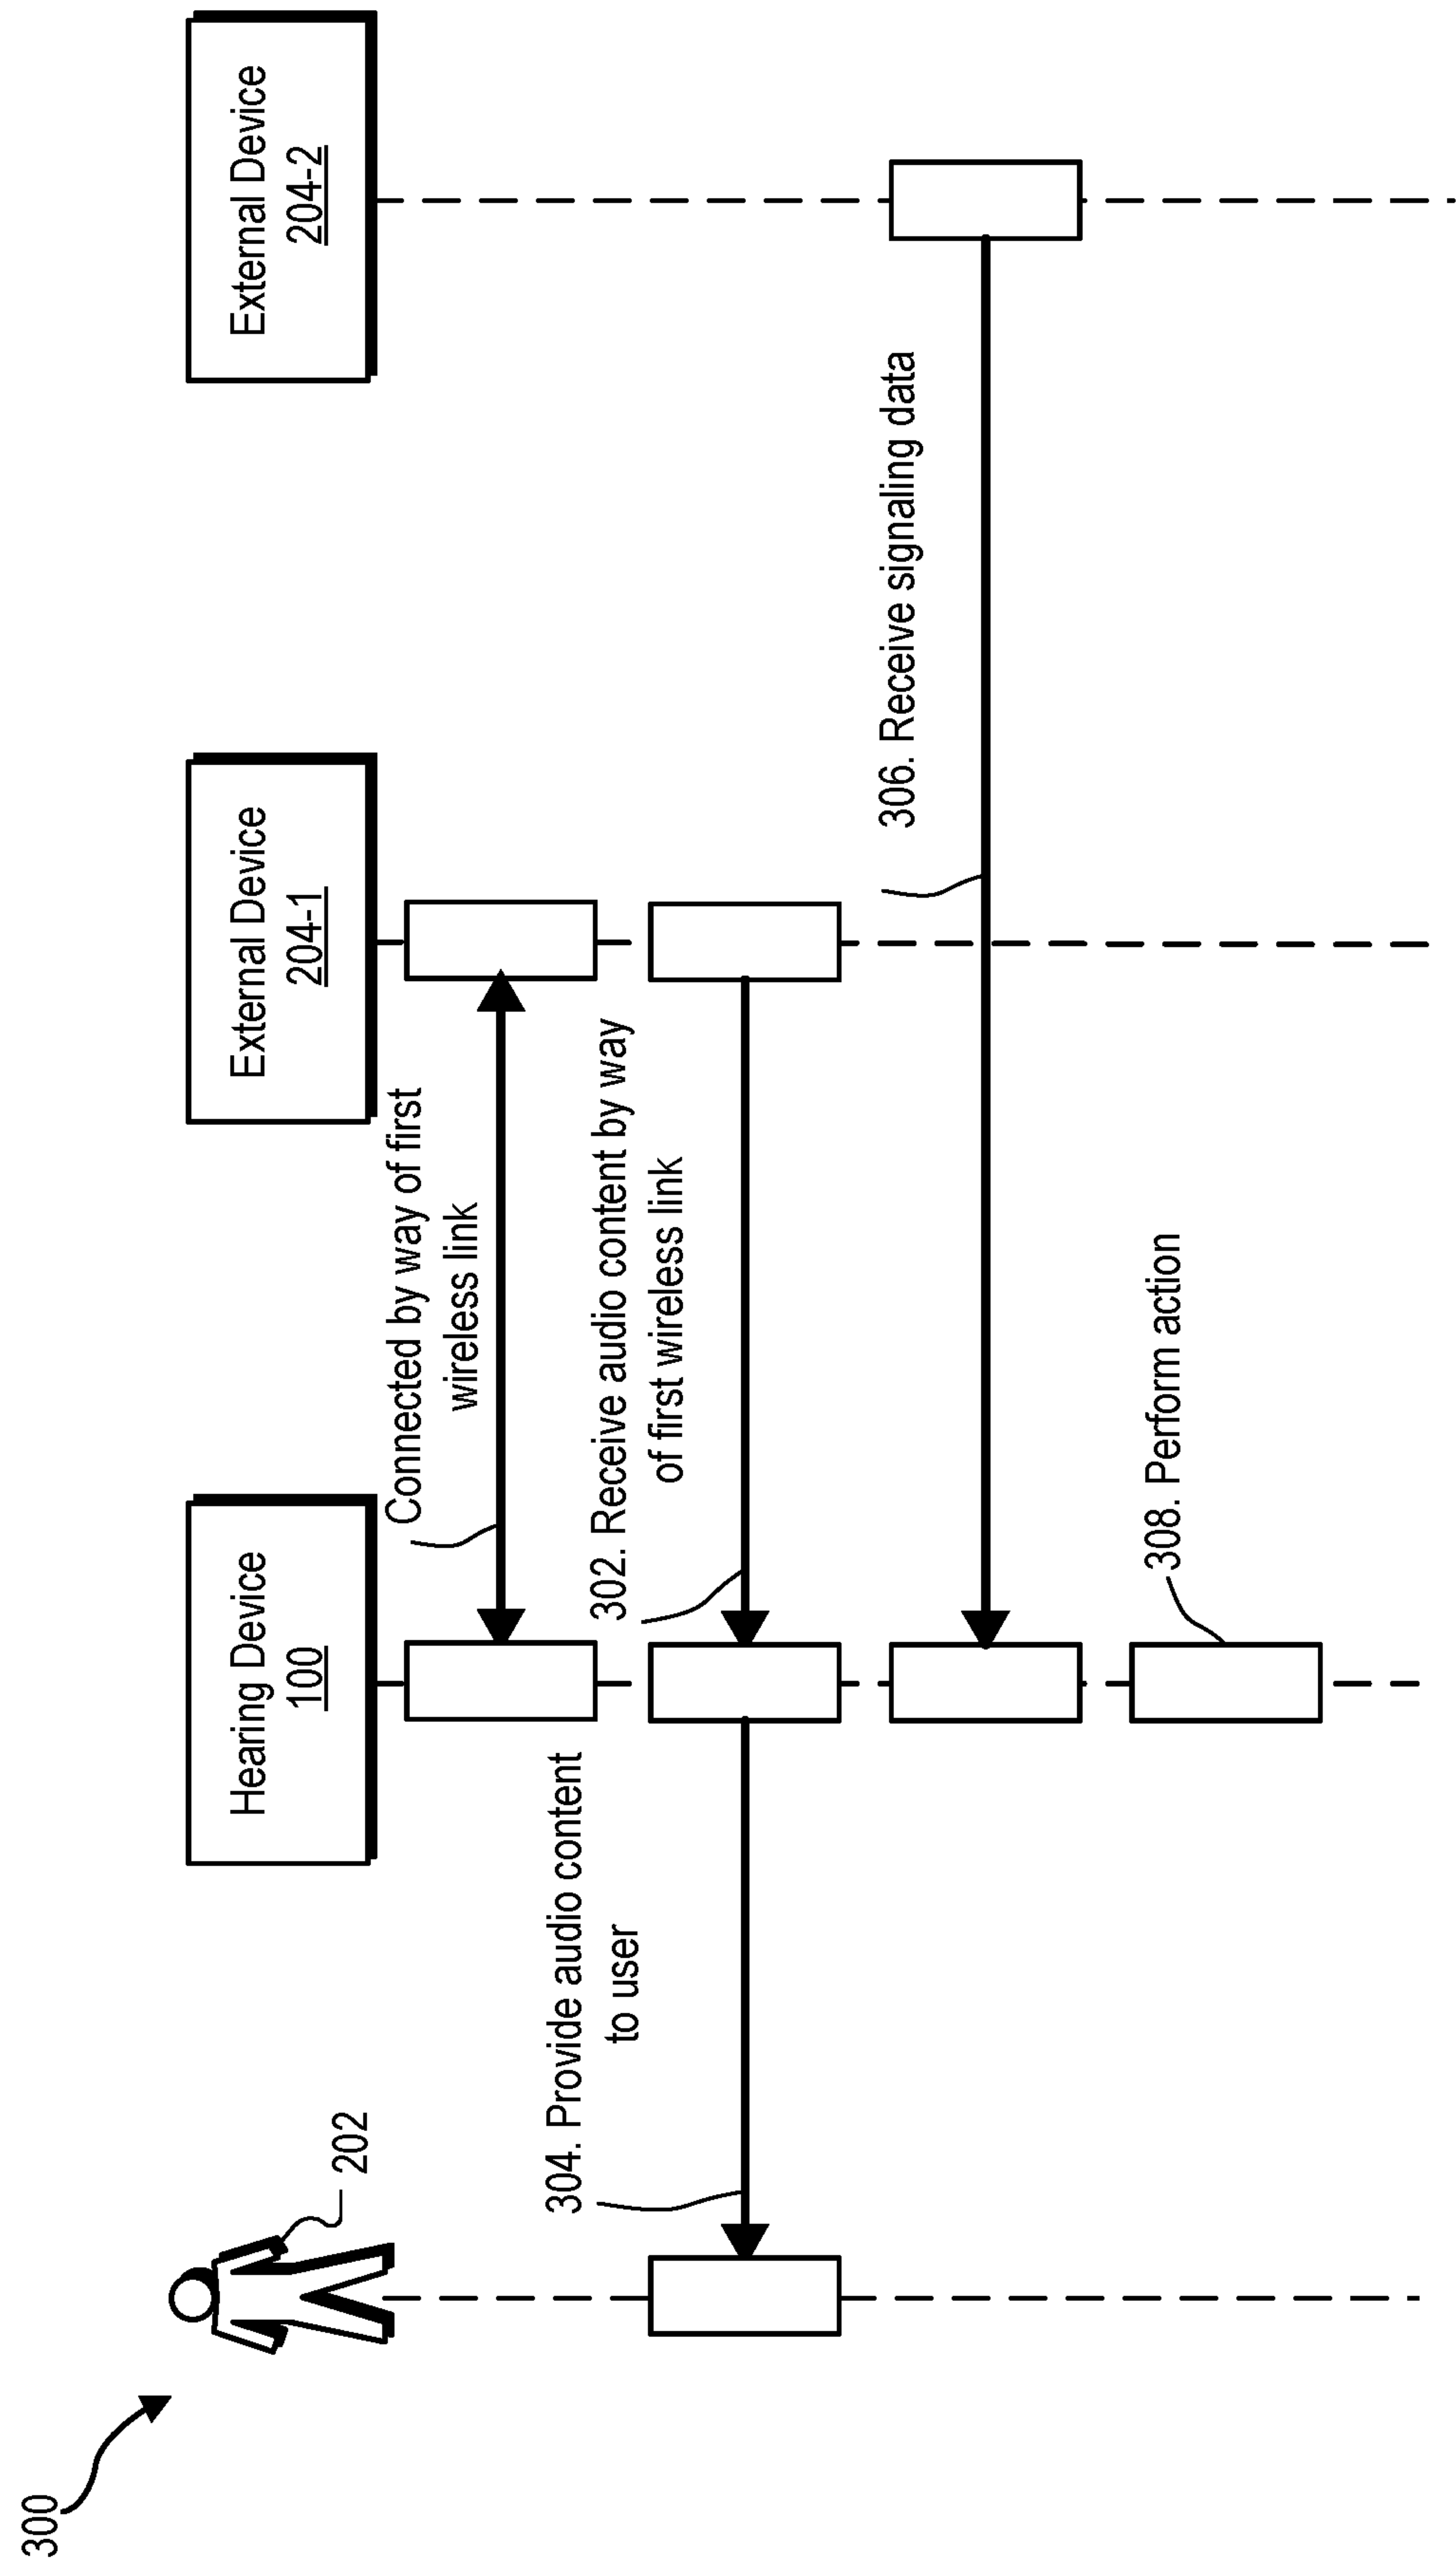 300
202
Hearing Device
100
External Device
204-1
External Device
204-2
Connected by way of first
wireless link
302. Receive audio content by way
of first wireless link
304. Provide audio content
to user
306. Receive signaling data
308. Perform action